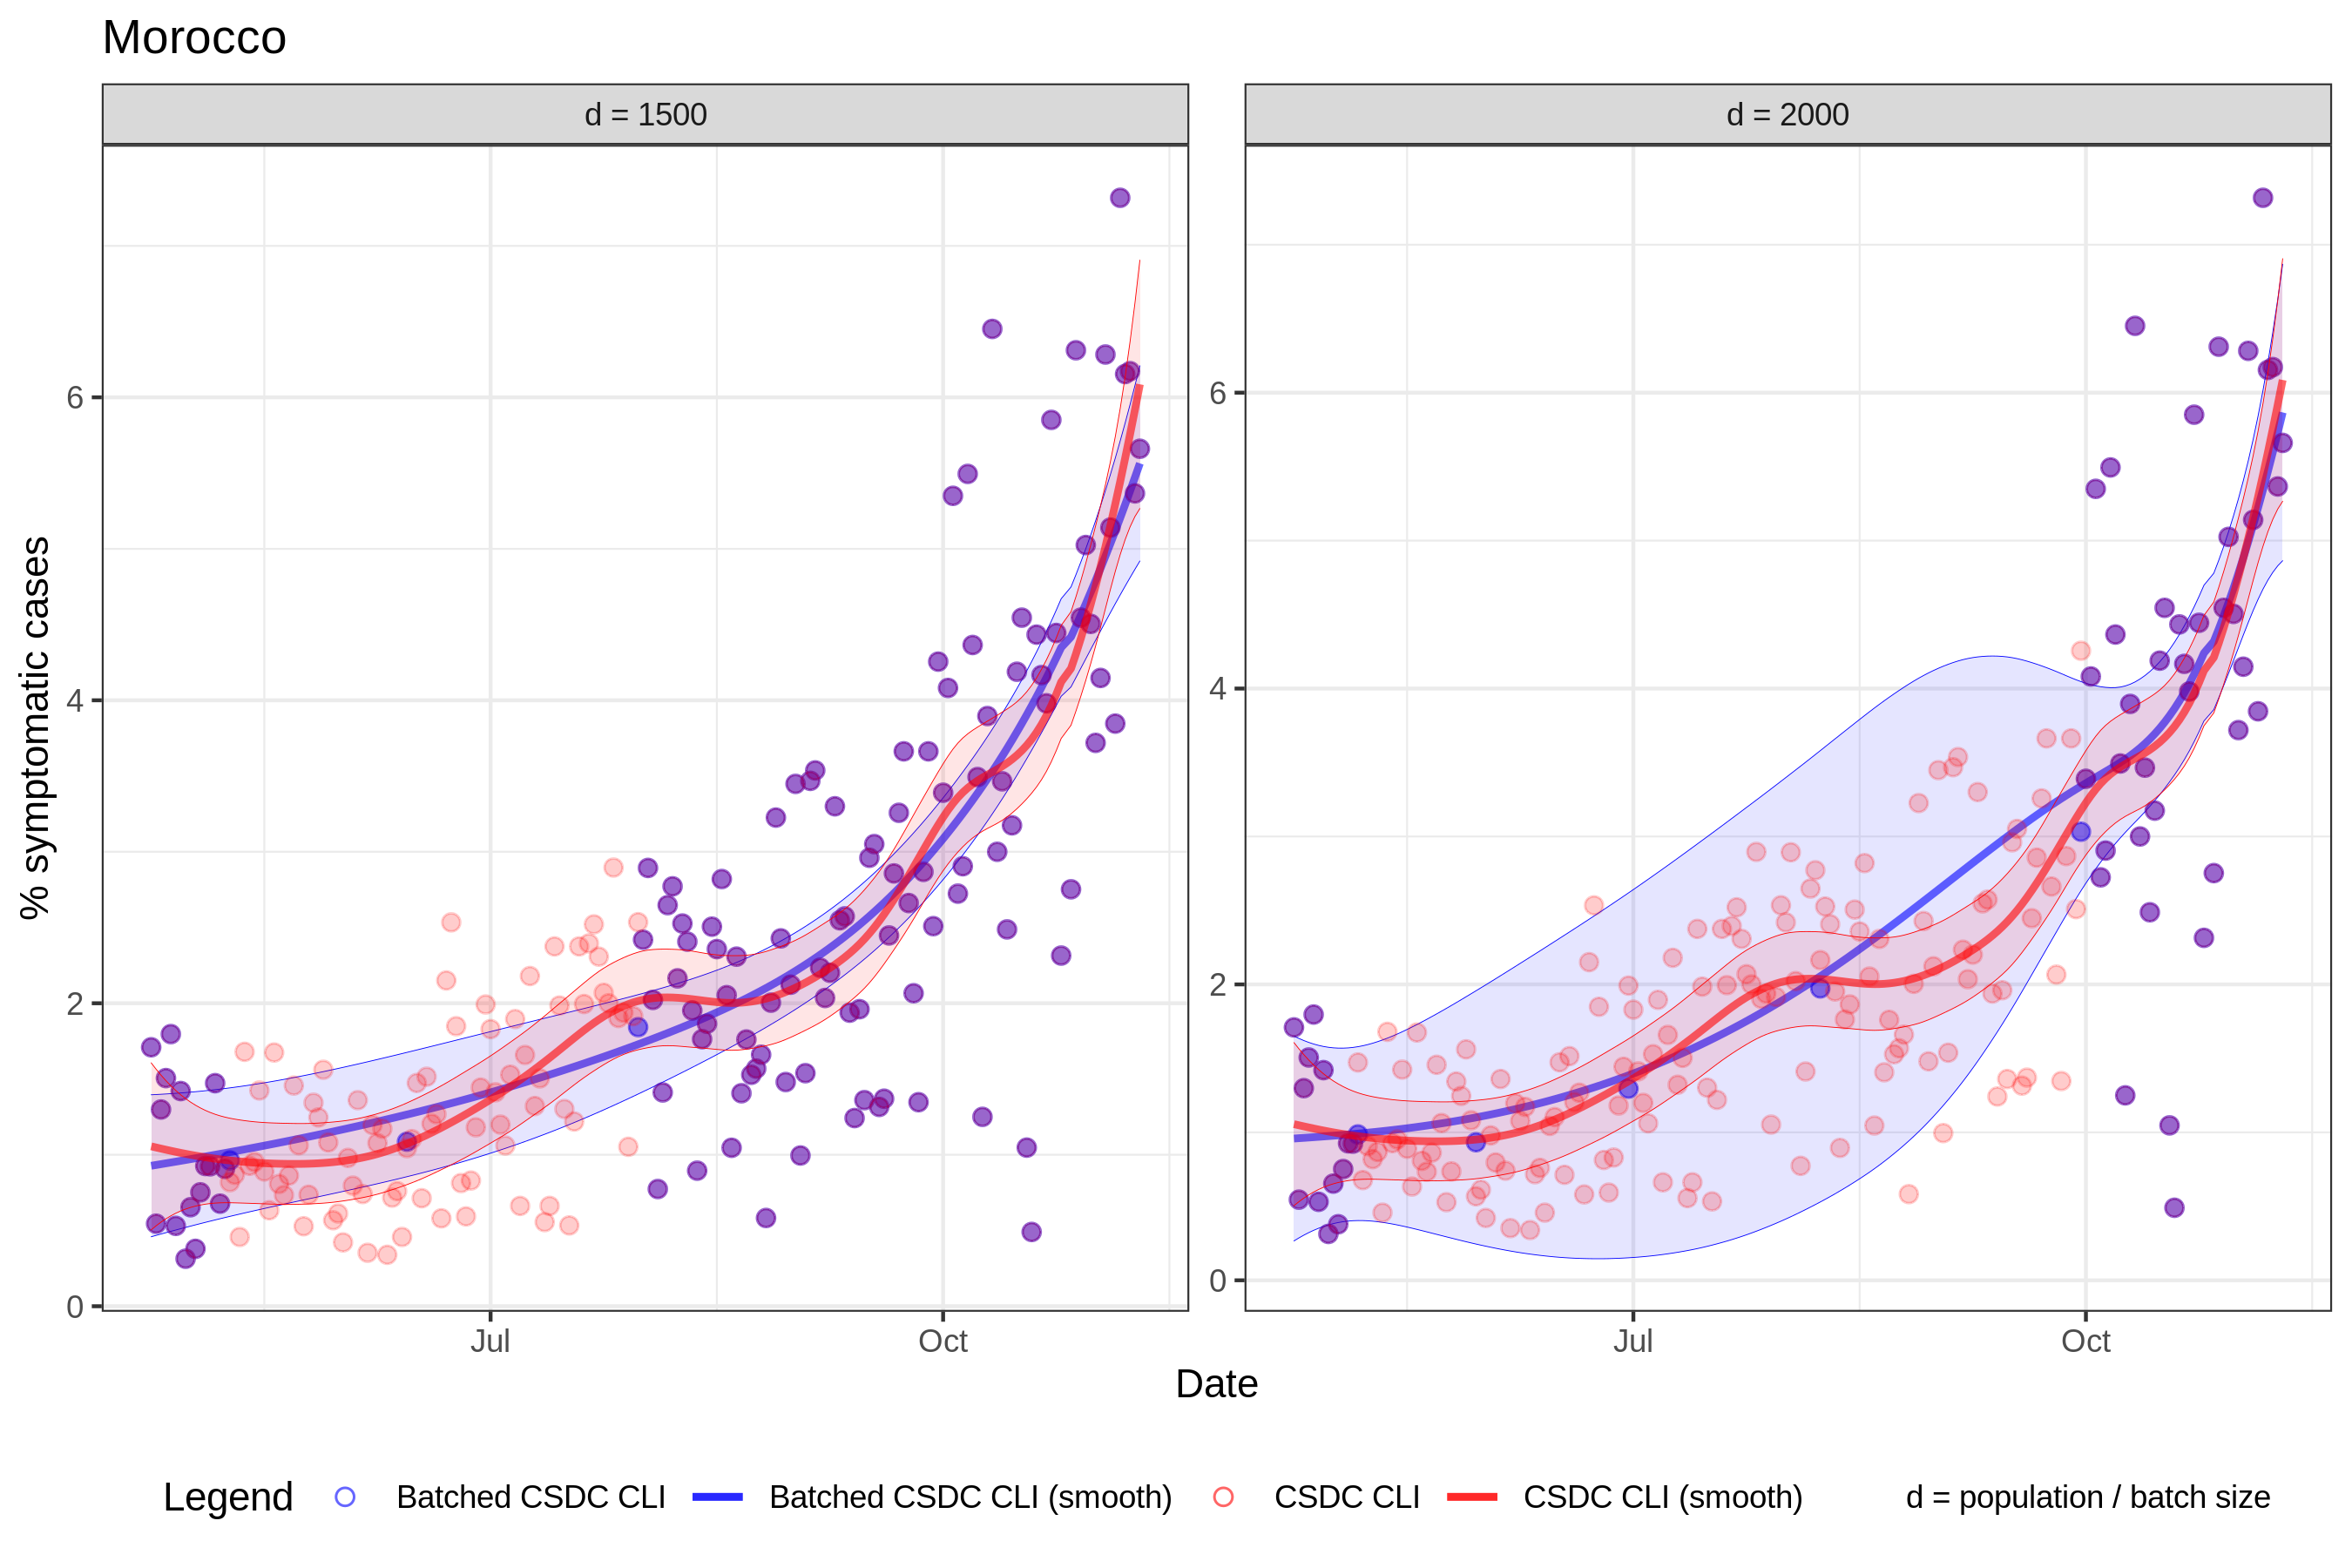 Morocco
d = 1500
d = 2000
% symptomatic cases
6
4
2
0
6
4
2
0
Jul
Oct
Jul
Oct
Date
Legend
Batched CSDC CLI
Batched CSDC CLI (smooth)
CSDC CLI
CSDC CLI (smooth)
d = population / batch size